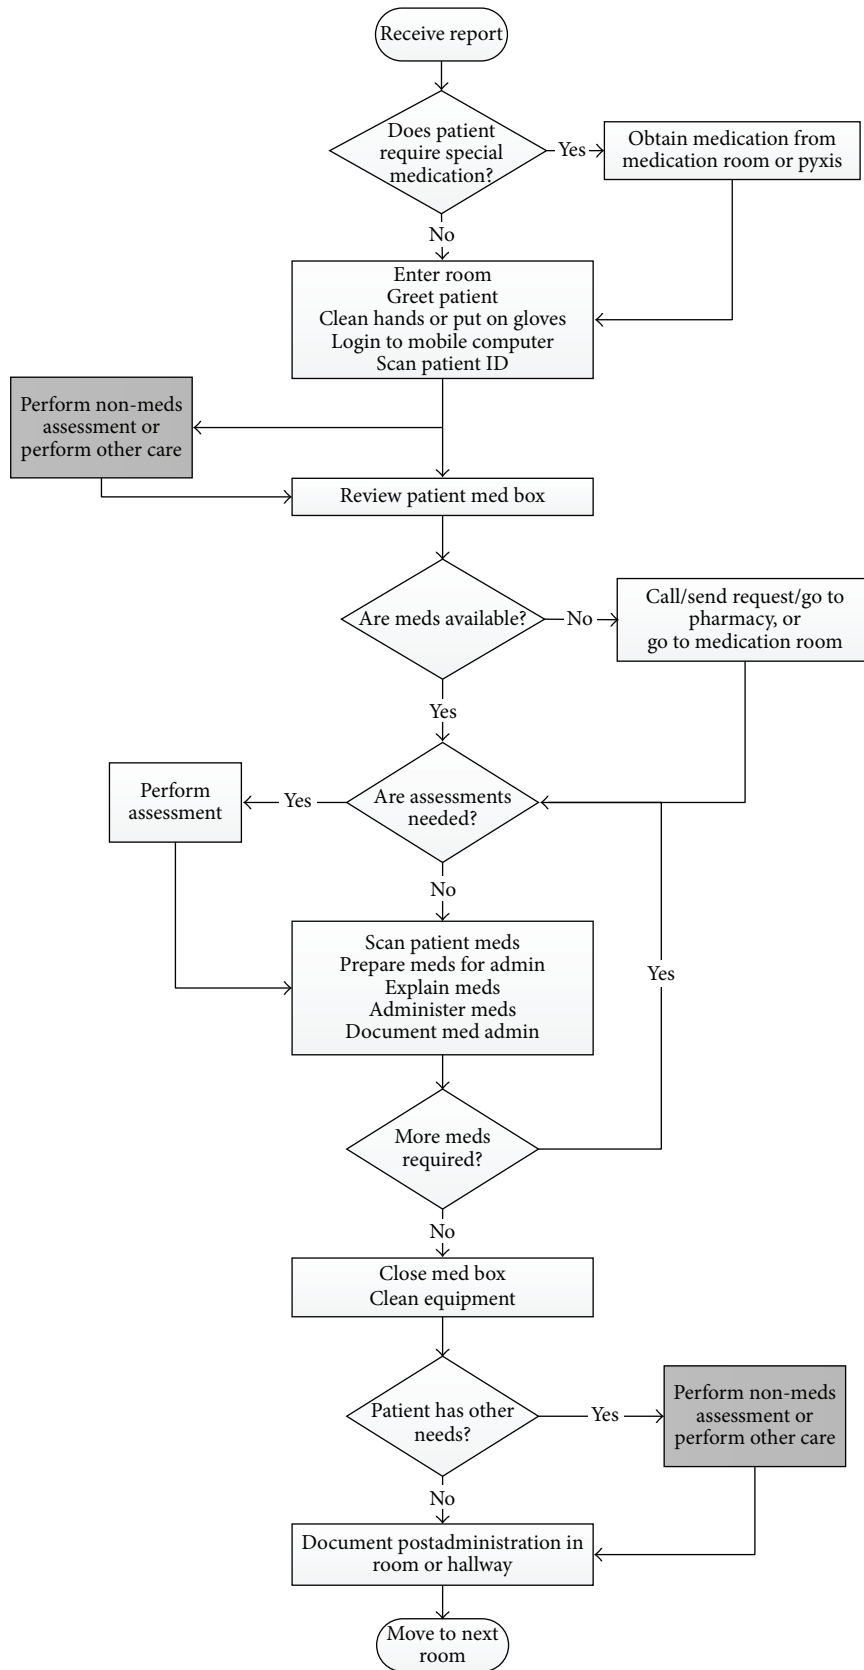 Receive report
Does patient
require special
medication?
Yes
Obtain medication from
medication room or pyxis
No
Enter room
Greet patient
Clean hands or put on gloves
Login to mobile computer
Scan patient ID
Perform non-meds
assessment or
perform other care
Review patient med box
Are meds available?
No
Call/send request/go to
pharmacy, or
go to medication room
Yes
Perform
assessment
Yes
Are assessments
needed?
No
Scan patient meds
Prepare meds for admin
Explain meds
Administer meds
Document med admin
Yes
More meds
required?
No
Close med box
Clean equipment
Patient has other
needs?
Yes
Perform non-meds
assessment or
perform other care
No
Document postadministration in
room or hallway
Move to next
room